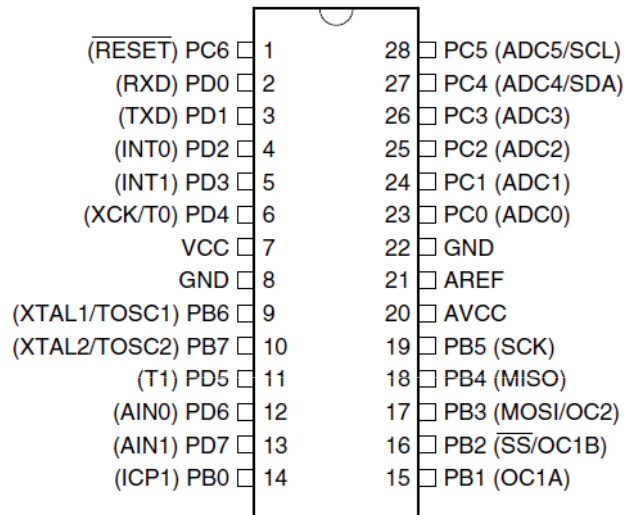 (RESET) PC6 1 28 PC5 (ADC5/SCL)
(RXD) PD0 2 27 PC4 (ADC4/SDA)
(TXD) PD1 3 26 PC3 (ADC3)
(INT0) PD2 4 25 PC2 (ADC2)
(INT1) PD3 5 24 PC1 (ADC1)
(XCK/T0) PD4 6 23 PC0 (ADC0)
VCC 7 22 GND
GND 8 21 AREF
(XTAL1/TOSC1) PB6 9 20 AVCC
(XTAL2/TOSC2) PB7 10 19 PB5 (SCK)
(T1) PD5 11 18 PB4 (MISO)
(AIN0) PD6 12 17 PB3 (MOSI/OC2)
(AIN1) PD7 13 16 PB2 (SS/OC1B)
(ICP1) PB0 14 15 PB1 (OC1A)